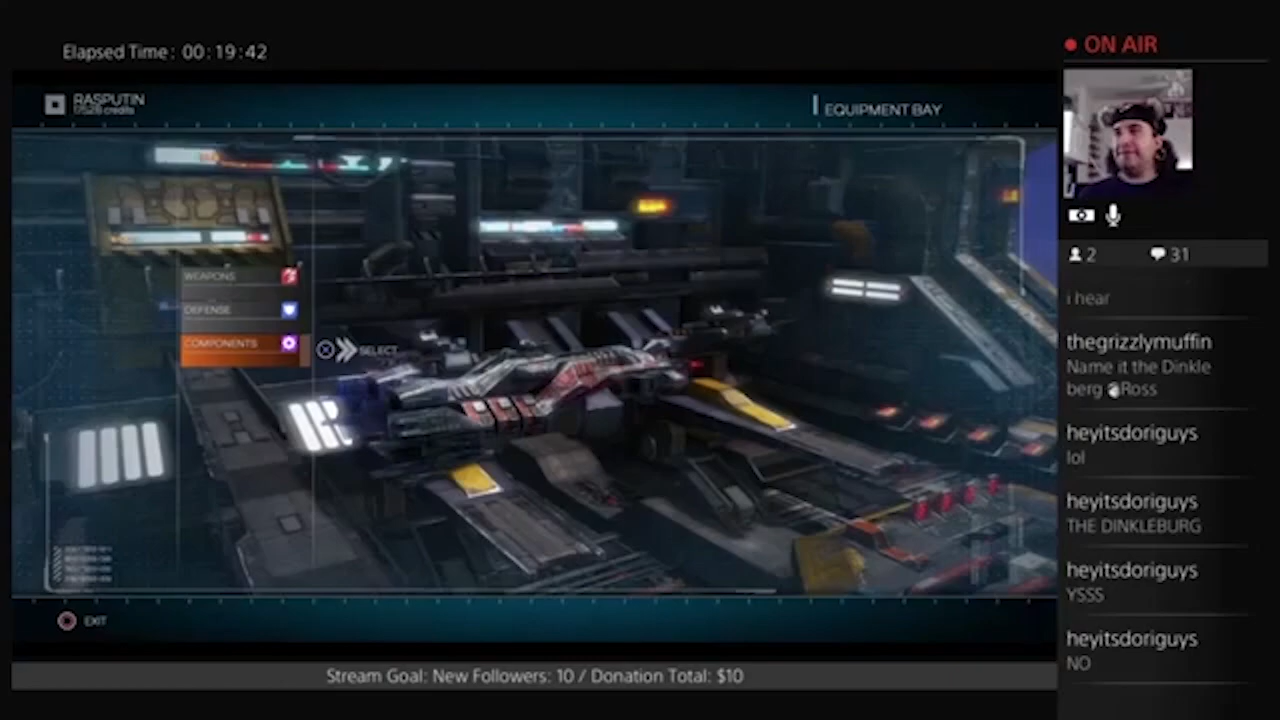 Elapsed Time: 00:19:42
ON AIR
RASPUTIN
17528 credits
EQUIPMENT BAY
WEAPONS
DEFENSE
COMPONENTS
SELECT
EXIT
2 31
i hear
thegrizzlymuffin
Name it the Dinkle
berg @Ross
heyitsdoriguys
lol
heyitsdoriguys
THE DINKLEBURG
heyitsdoriguys
YSSS
heyitsdoriguys
NO
Stream Goal: New Followers: 10 / Donation Total: $10